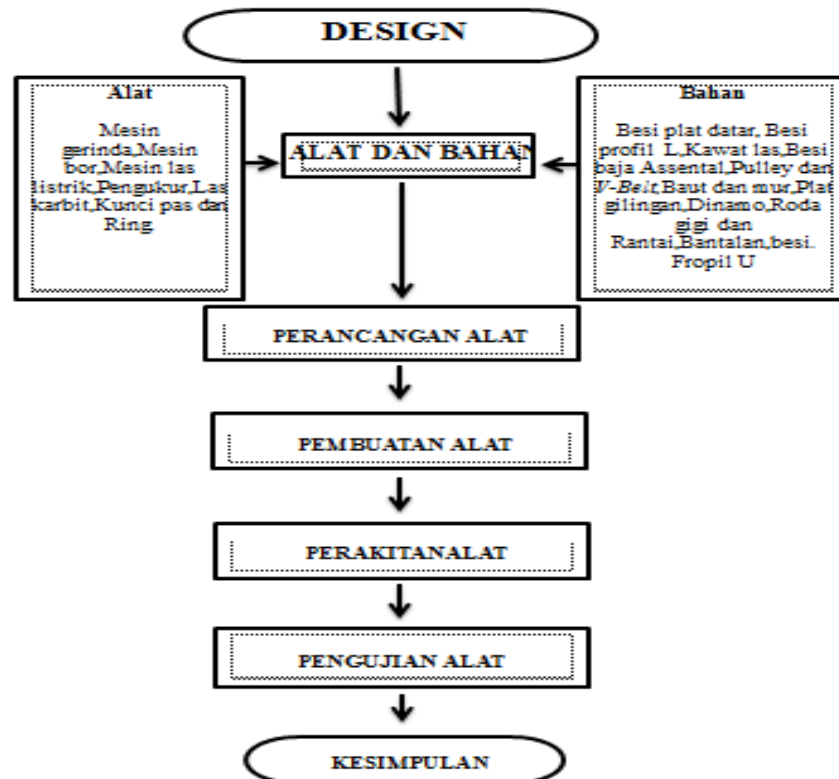 DESIGN
Alat
Mesin
gerinda,Mesin
bor,Mesin las
listrik,Pengukur,Las
karbit,Kunci pas dan
Ring.
ALAT DAN BAHAN
Bahan
Besi plat datar, Besi
profil L,Kawat las,Besi
baja Assental,Pulley dan
V-Belt,Baut dan mur,Plat
gilingan,Dinamo,Roda
gigi dan
Rantai,Bantalan,besi.
Fropil U
PERANCANGAN ALAT
PEMBUATAN ALAT
PERAKITANALAT
PENGUJIAN ALAT
KESIMPULAN